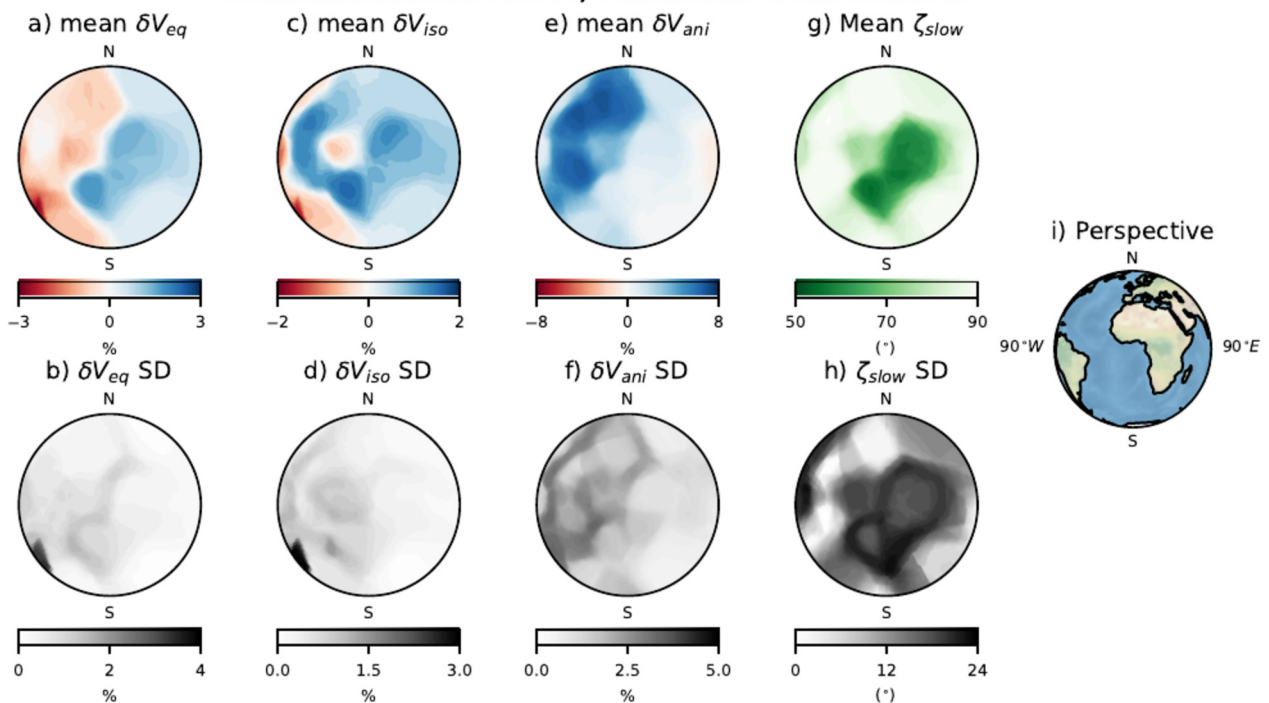 a) mean δV_eq
c) mean δV_iso
e) mean δV_ani
g) Mean ζ_slow
N
N
N
N
S
S
S
S
−3 0 3
−2 0 2
−8 0 8
50 70 90
%
%
%
(°)
i) Perspective
N
90°W
90°E
S
b) δV_eq SD
d) δV_iso SD
f) δV_ani SD
h) ζ_slow SD
N
N
N
N
S
S
S
S
0 2 4
0.0 1.5 3.0
0.0 2.5 5.0
0 12 24
%
%
%
(°)